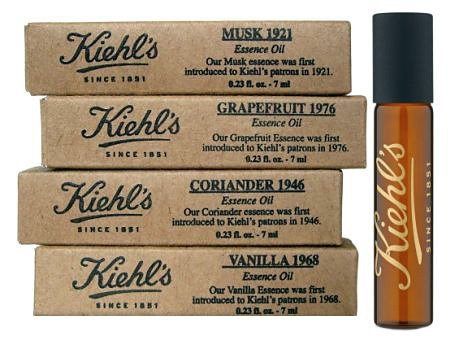 Kiehl's
SINCE 1851
MUSK 1921
Essence Oil
Our Musk essence was first
introduced to Kiehl's patrons in 1921.
0.23 fl. oz. - 7 ml
Kiehl's
SINCE 1851
GRAPEFRUIT 1976
Essence Oil
Our Grapefruit Essence was first
introduced to Kiehl's patrons in 1976.
0.23 fl. oz. - 7 ml
Kiehl's
SINCE 1851
CORIANDER 1946
Essence Oil
Our Coriander essence was first
introduced to Kiehl's patrons in 1946.
0.23 fl. oz. - 7 ml
Kiehl's
SINCE 1851
VANILLA 1968
Essence Oil
Our Vanilla Essence was first
introduced to Kiehl's patrons in 1968.
0.23 fl. oz. - 7 ml
Kiehl's
SINCE 1851